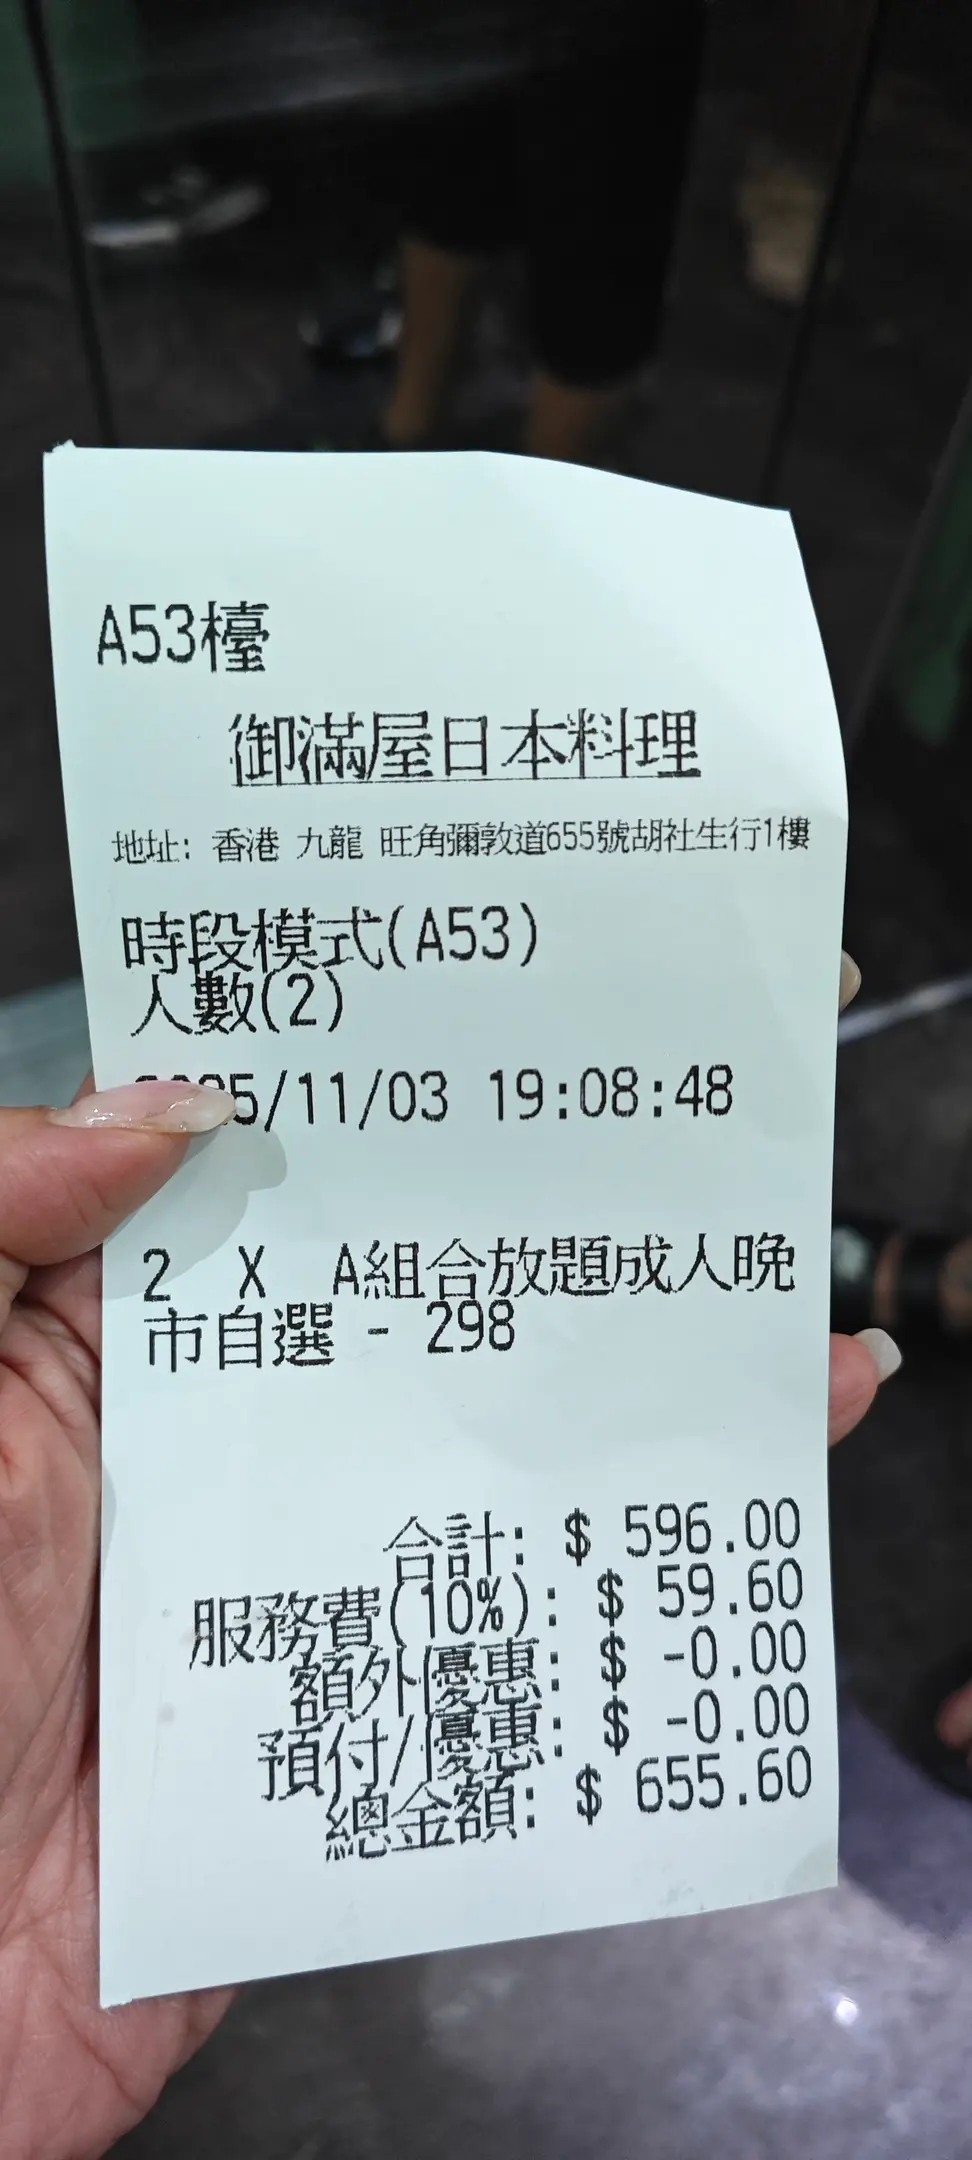 A53檯
御滿屋日本料理
地址: 香港 九龍 旺角彌敦道655號胡社生行1樓
時段模式(A53)
人數(2)
2025/11/03 19:08:48
2 X A組合放題成人晚
市自選 - 298
合計: $ 596.00
服務費(10%): $ 59.60
額外優惠: $ -0.00
預付/優惠: $ -0.00
總金額: $ 655.60